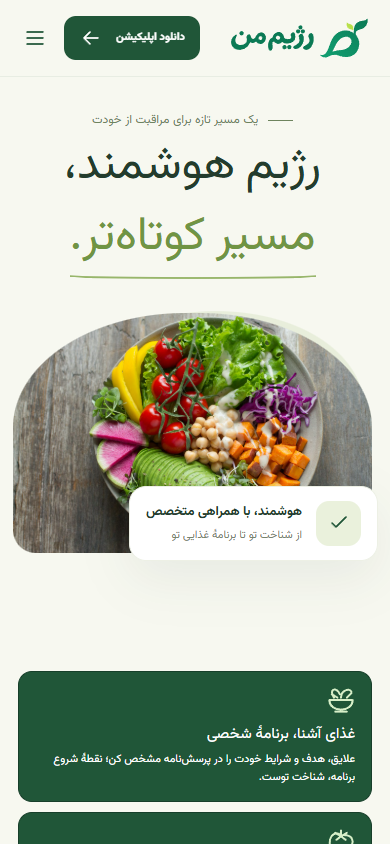 رژیم من
دانلود اپلیکیشن
یک مسیر تازه برای مراقبت از خودت
رژیم هوشمند،
مسیر کوتاه‌تر.
هوشمند، با همراهی متخصص
از شناخت تو تا برنامهٔ غذایی تو
غذای آشنا، برنامهٔ شخصی
علایق، هدف و شرایط خودت را در پرسش‌نامه مشخص کن؛ نقطهٔ شروع
برنامه، شناخت توست.